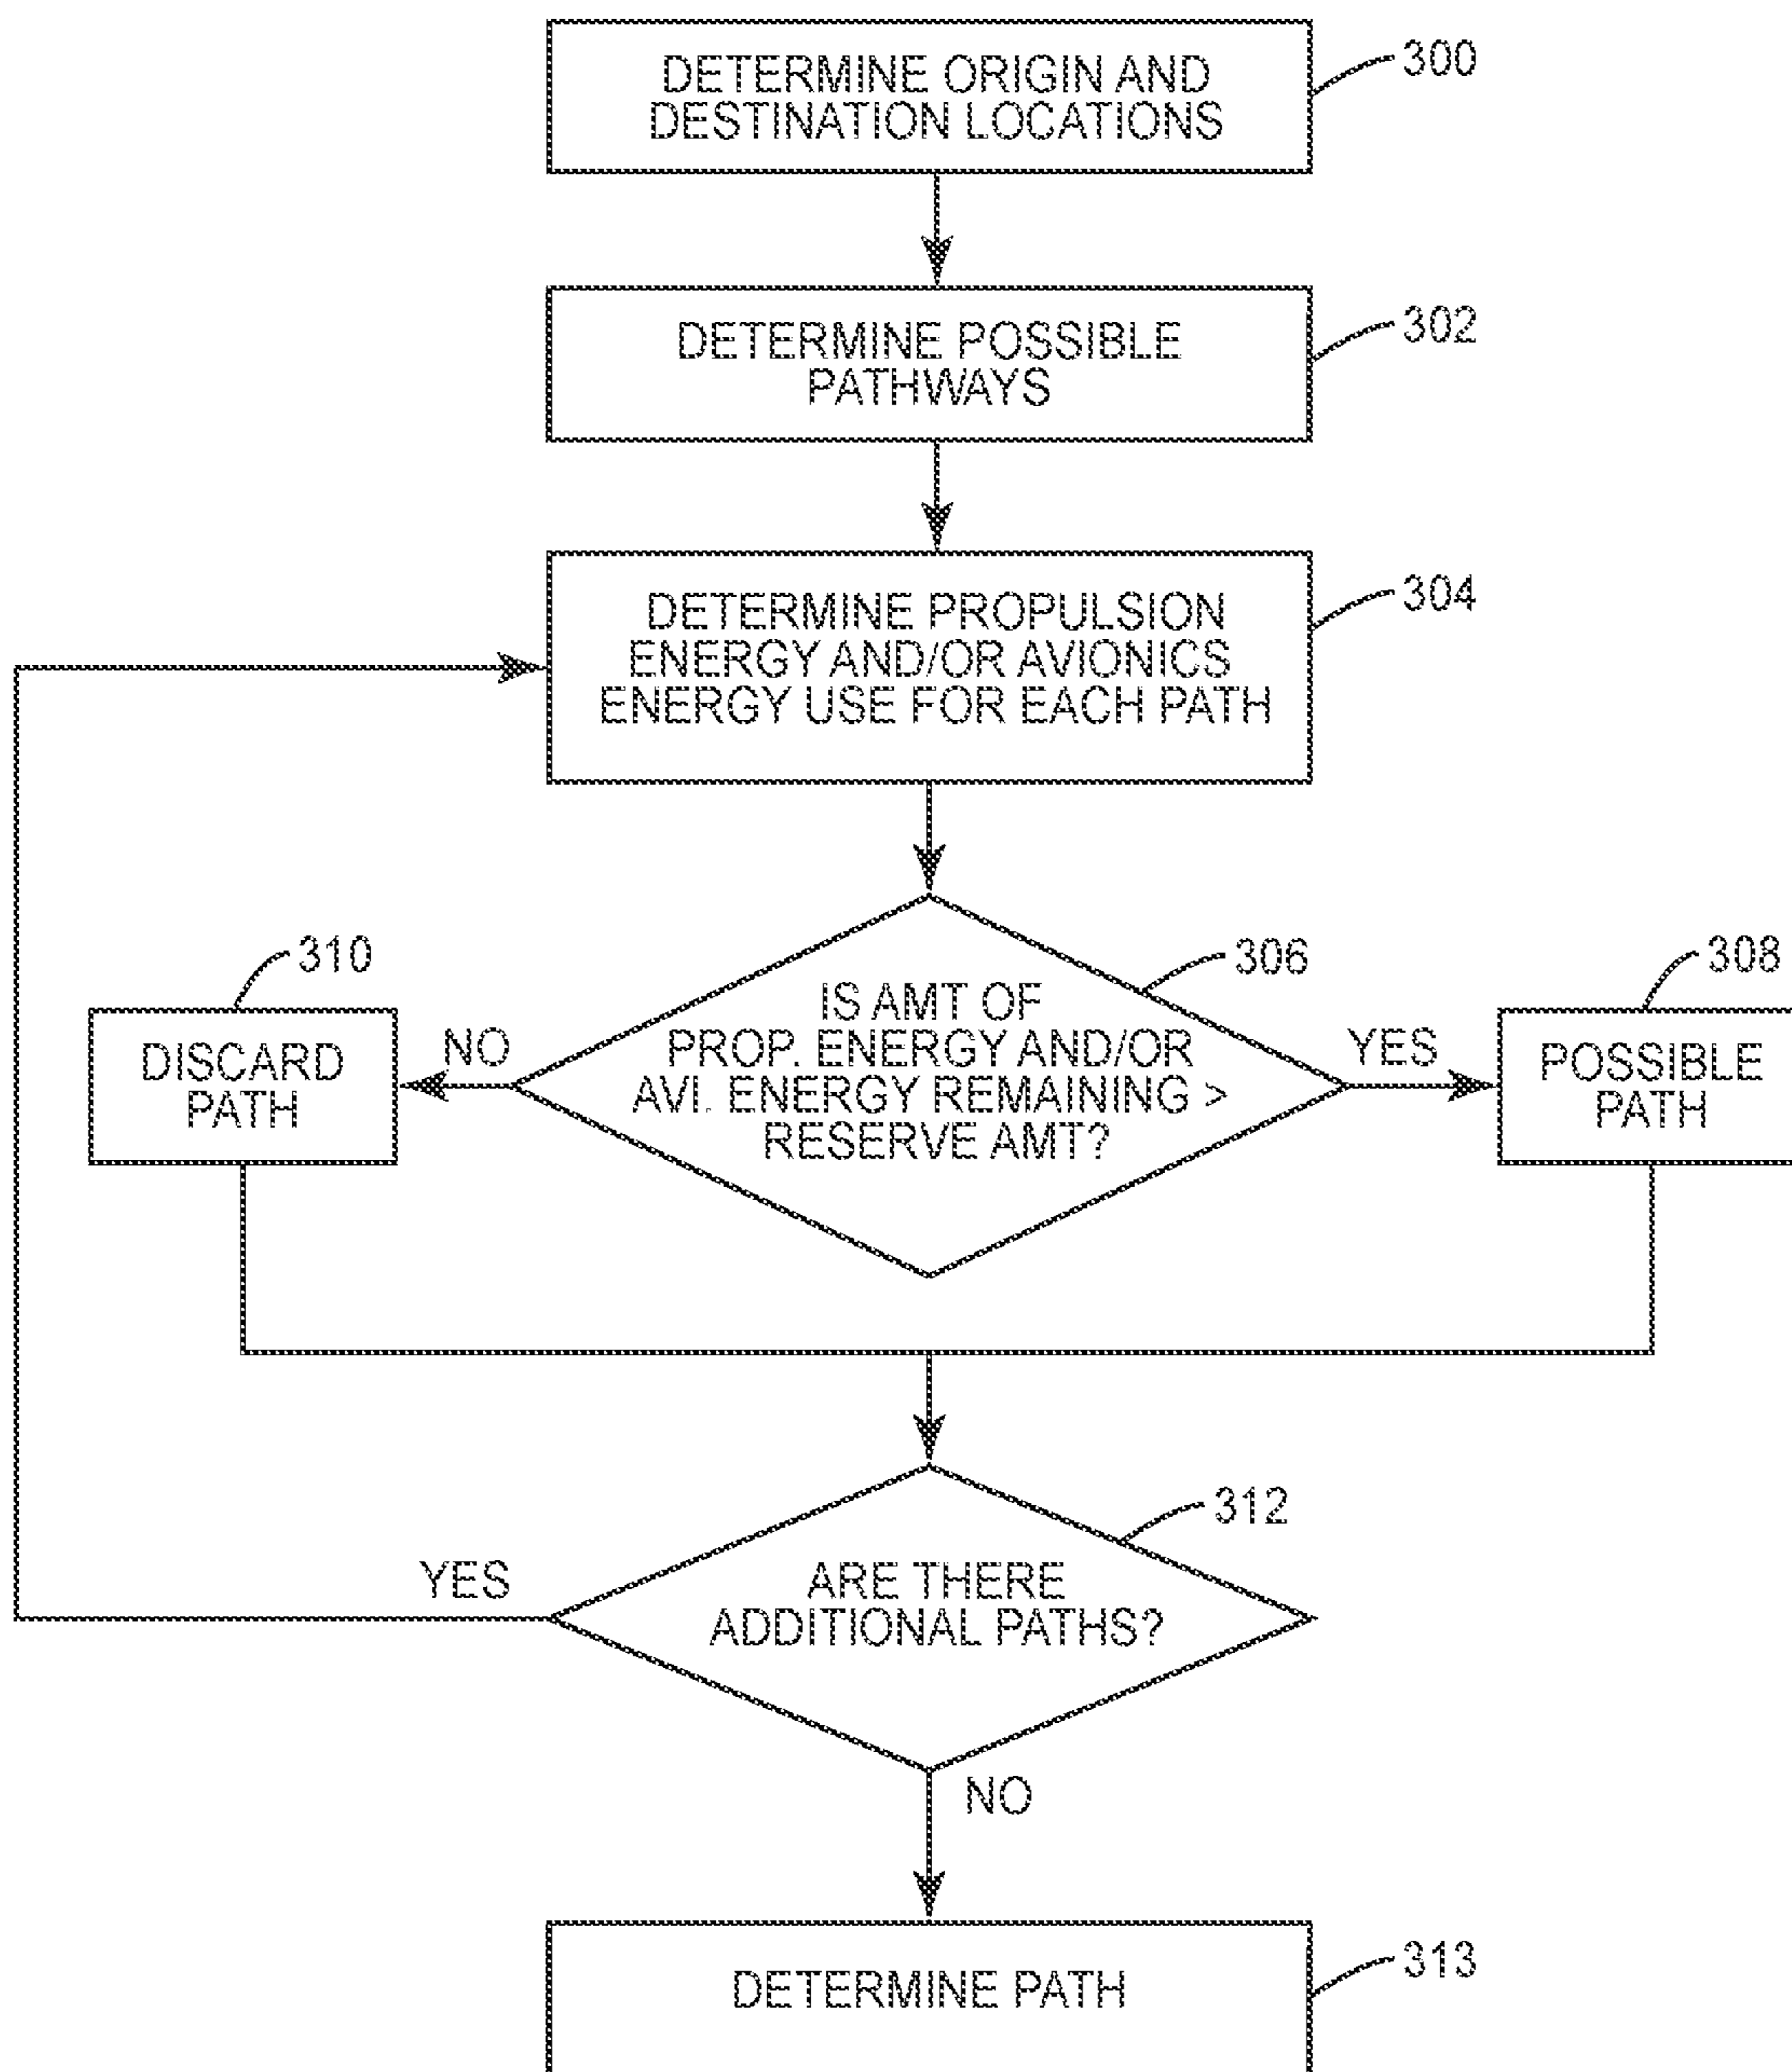 DETERMINE ORIGIN AND
DESTINATION LOCATIONS
300
DETERMINE POSSIBLE
PATHWAYS
302
DETERMINE PROPULSION
ENERGY AND/OR AVIONICS
ENERGY USE FOR EACH PATH
304
310
DISCARD
PATH
NO
306
IS AMT OF
PROP. ENERGY AND/OR
AVI. ENERGY REMAINING >
RESERVE AMT?
YES
308
POSSIBLE
PATH
312
YES
ARE THERE
ADDITIONAL PATHS?
NO
DETERMINE PATH
313